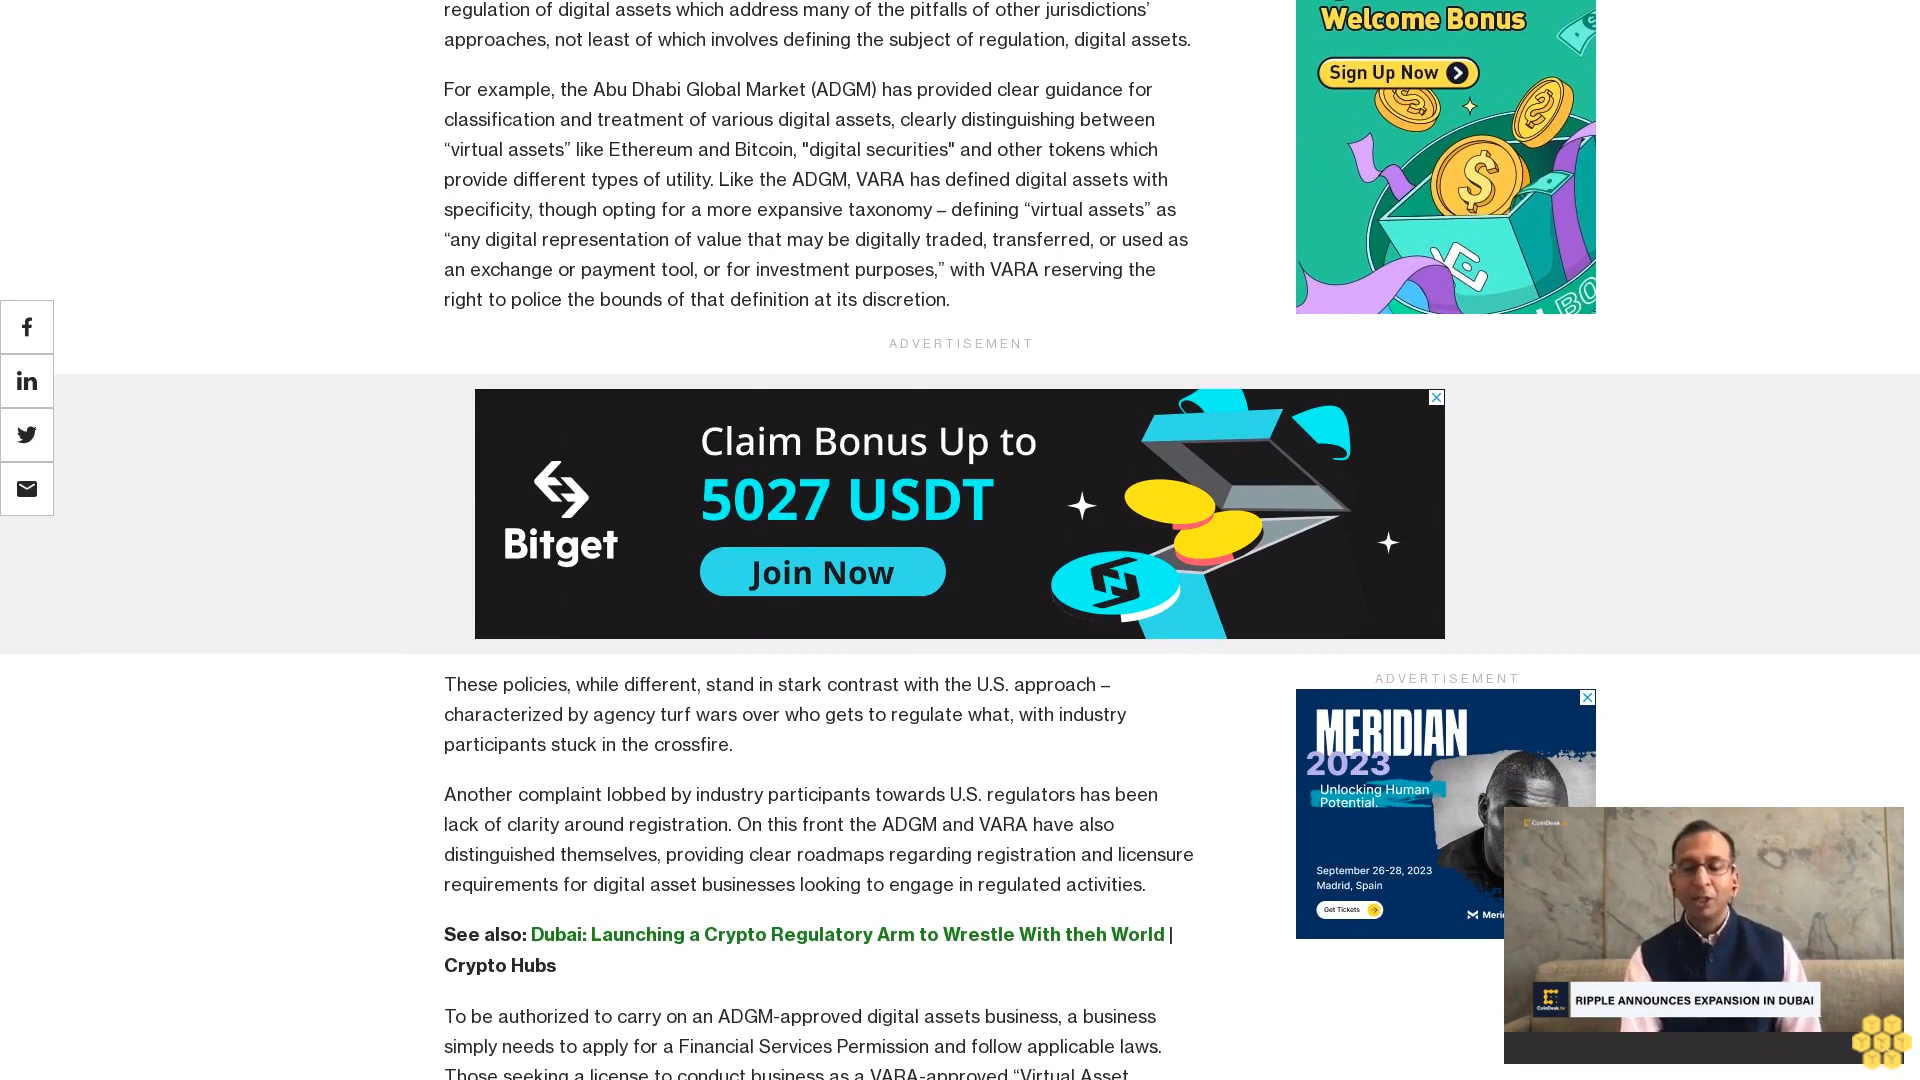 regulation of digital assets which address many of the pitfalls of other jurisdictions’
approaches, not least of which involves defining the subject of regulation, digital assets.
For example, the Abu Dhabi Global Market (ADGM) has provided clear guidance for
classification and treatment of various digital assets, clearly distinguishing between
“virtual assets” like Ethereum and Bitcoin, "digital securities" and other tokens which
provide different types of utility. Like the ADGM, VARA has defined digital assets with
specificity, though opting for a more expansive taxonomy – defining “virtual assets” as
“any digital representation of value that may be digitally traded, transferred, or used as
an exchange or payment tool, or for investment purposes,” with VARA reserving the
right to police the bounds of that definition at its discretion.
Welcome Bonus
Sign Up Now
ADVERTISEMENT
Bitget
Claim Bonus Up to
5027 USDT
Join Now
These policies, while different, stand in stark contrast with the U.S. approach –
characterized by agency turf wars over who gets to regulate what, with industry
participants stuck in the crossfire.
Another complaint lobbed by industry participants towards U.S. regulators has been
lack of clarity around registration. On this front the ADGM and VARA have also
distinguished themselves, providing clear roadmaps regarding registration and licensure
requirements for digital asset businesses looking to engage in regulated activities.
See also: Dubai: Launching a Crypto Regulatory Arm to Wrestle With theh World |
Crypto Hubs
To be authorized to carry on an ADGM-approved digital assets business, a business
simply needs to apply for a Financial Services Permission and follow applicable laws.
Those seeking a license to conduct business as a VARA-approved “Virtual Asset
ADVERTISEMENT
MERIDIAN
2023
Unlocking Human
Potential.
September 26-28, 2023
Madrid, Spain
Get Tickets
CoinDesk
RIPPLE ANNOUNCES EXPANSION IN DUBAI
CoinDesk.tv